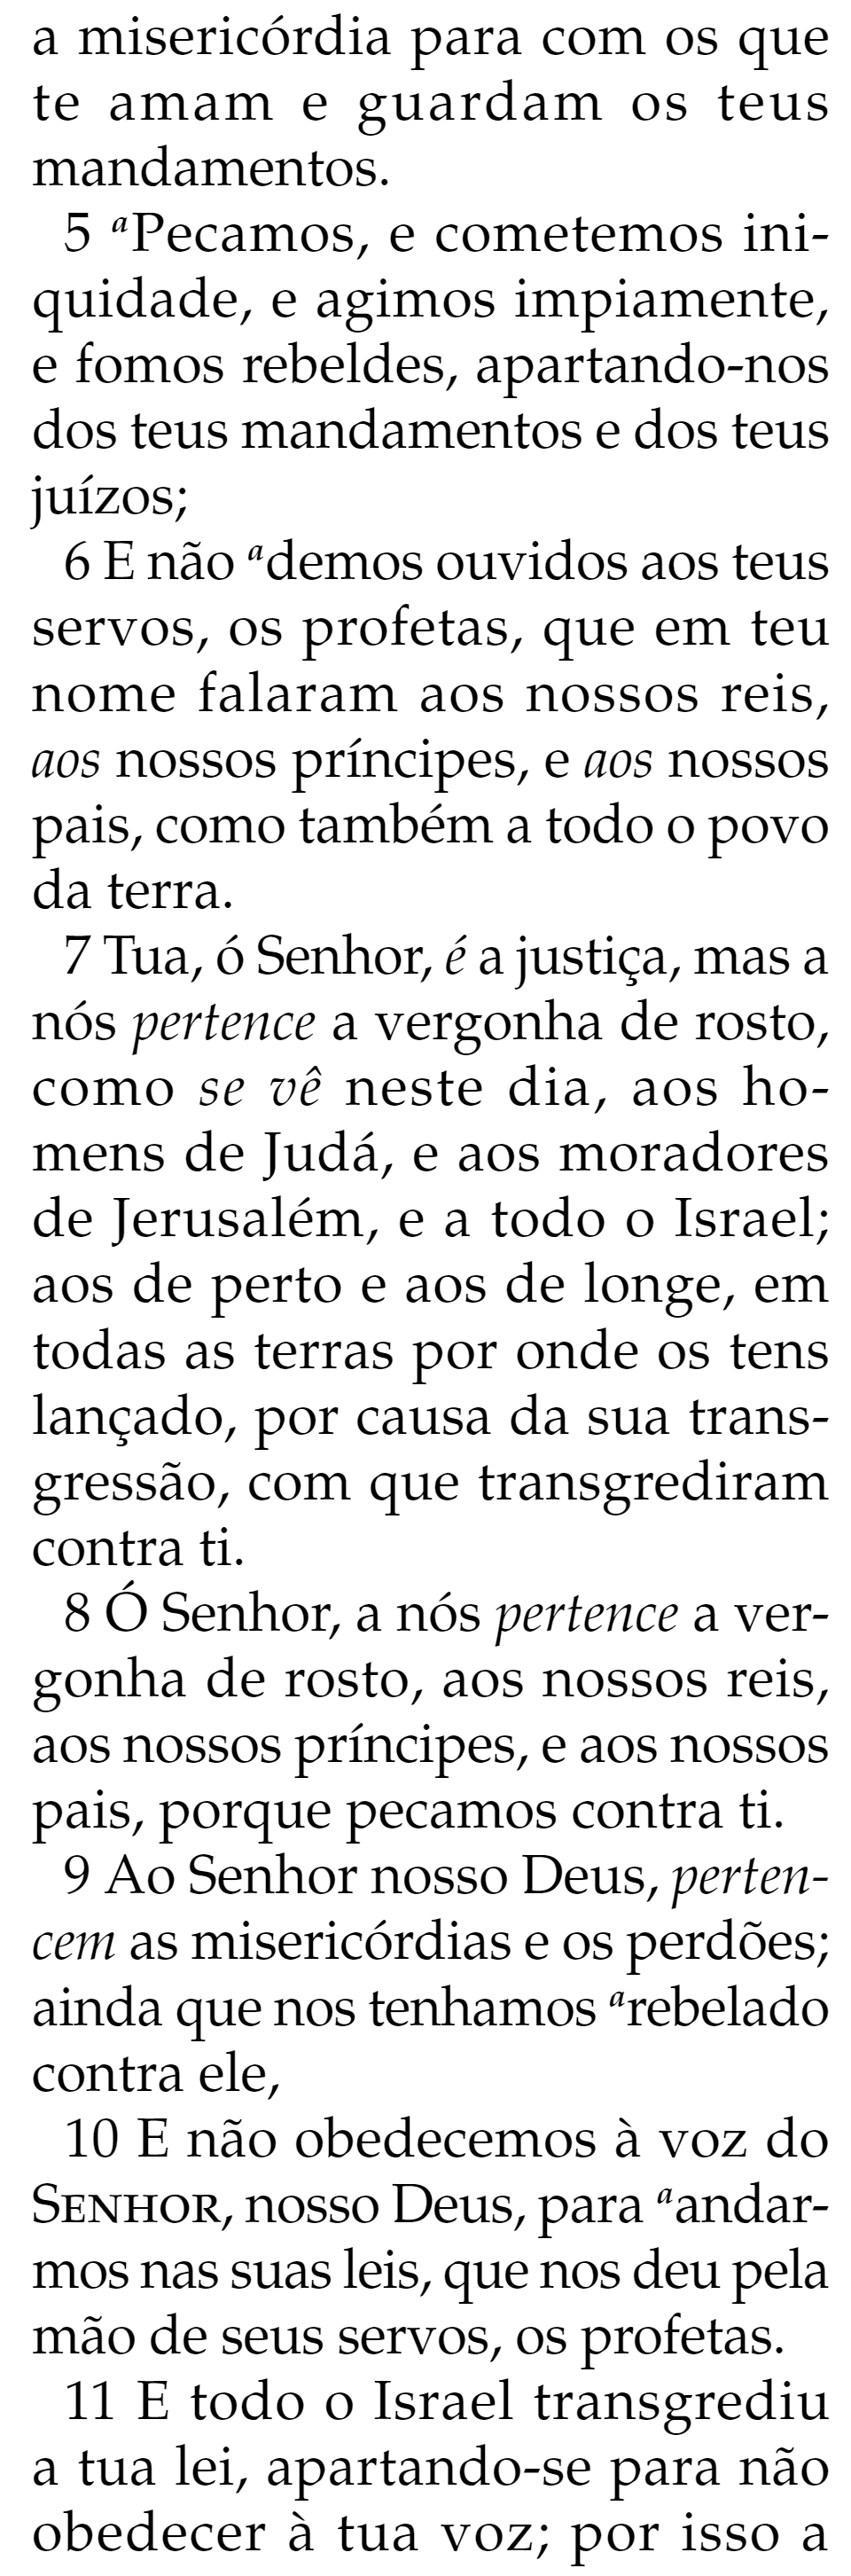 a misericórdia para com os que
te amam e guardam os teus
mandamentos.
5 aPecamos, e cometemos ini-
quidade, e agimos impiamente,
e fomos rebeldes, apartando-nos
dos teus mandamentos e dos teus
juízos;
6 E não ademos ouvidos aos teus
servos, os profetas, que em teu
nome falaram aos nossos reis,
aos nossos príncipes, e aos nossos
pais, como também a todo o povo
da terra.
7 Tua, ó Senhor, é a justiça, mas a
nós pertence a vergonha de rosto,
como se vê neste dia, aos ho-
mens de Judá, e aos moradores
de Jerusalém, e a todo o Israel;
aos de perto e aos de longe, em
todas as terras por onde os tens
lançado, por causa da sua trans-
gressão, com que transgrediram
contra ti.
8 Ó Senhor, a nós pertence a ver-
gonha de rosto, aos nossos reis,
aos nossos príncipes, e aos nossos
pais, porque pecamos contra ti.
9 Ao Senhor nosso Deus, perten-
cem as misericórdias e os perdões;
ainda que nos tenhamos arebelado
contra ele,
10 E não obedecemos à voz do
SENHOR, nosso Deus, para aandar-
mos nas suas leis, que nos deu pela
mão de seus servos, os profetas.
11 E todo o Israel transgrediu
a tua lei, apartando-se para não
obedecer à tua voz; por isso a